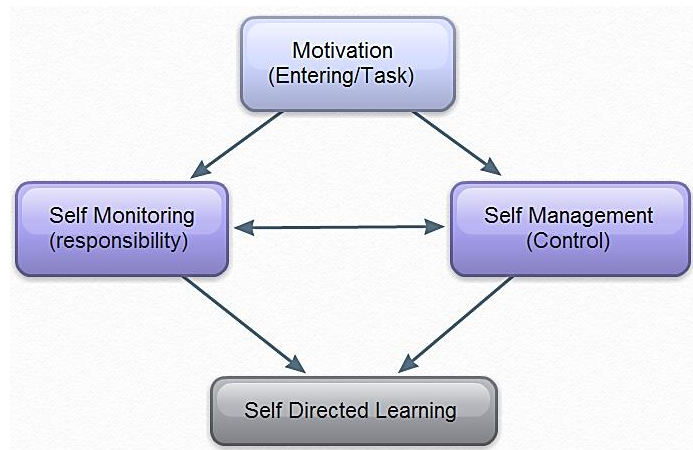 Motivation
(Entering/Task)
Self Monitoring
(responsibility)
Self Management
(Control)
Self Directed Learning